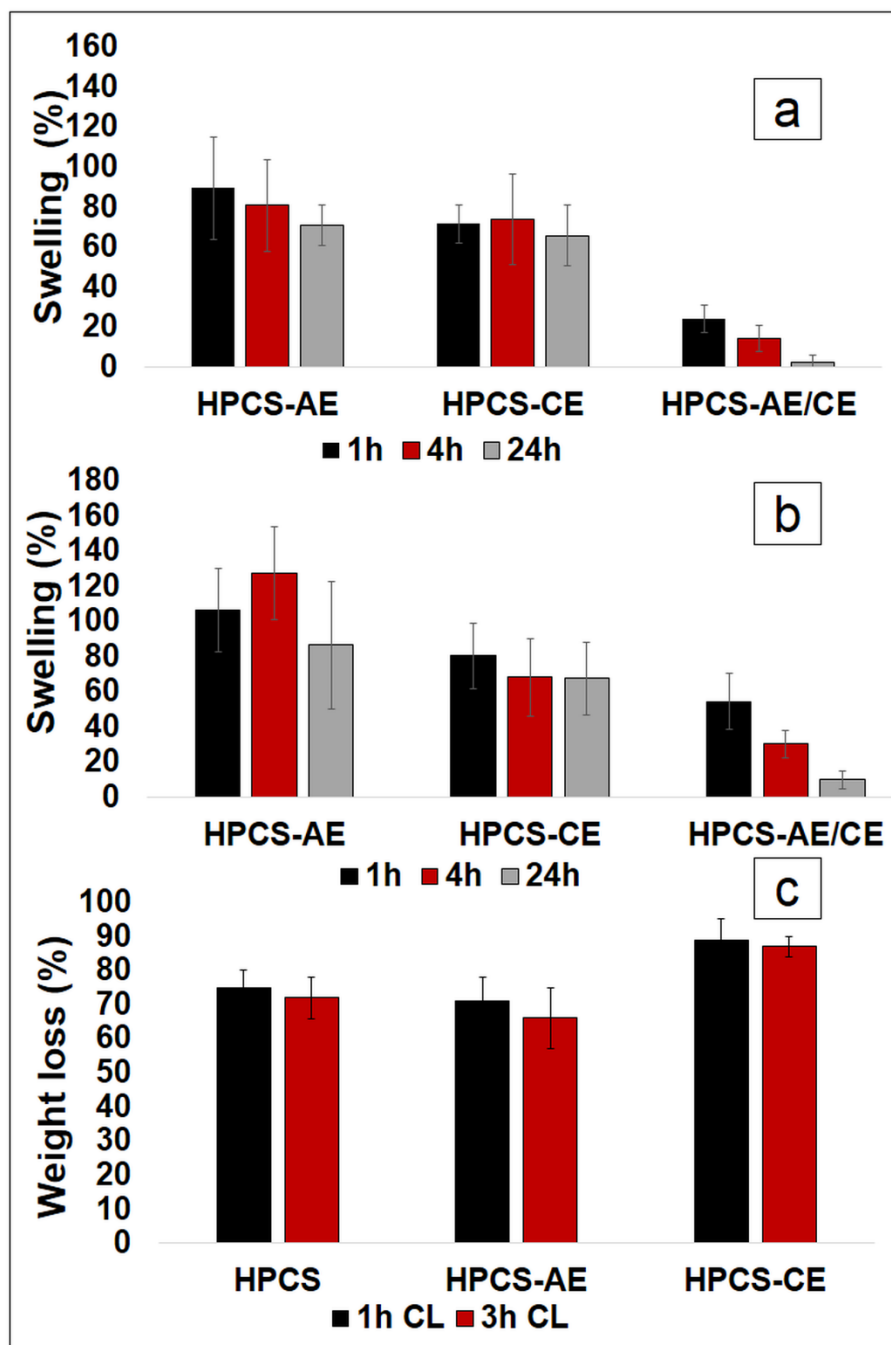 a
Swelling (%)
160
140
120
100
80
60
40
20
0
HPCS-AE HPCS-CE HPCS-AE/CE
1h 4h 24h
b
Swelling (%)
180
160
140
120
100
80
60
40
20
0
HPCS-AE HPCS-CE HPCS-AE/CE
1h 4h 24h
c
Weight loss (%)
100
90
80
70
60
50
40
30
20
10
0
HPCS HPCS-AE HPCS-CE
1h CL 3h CL